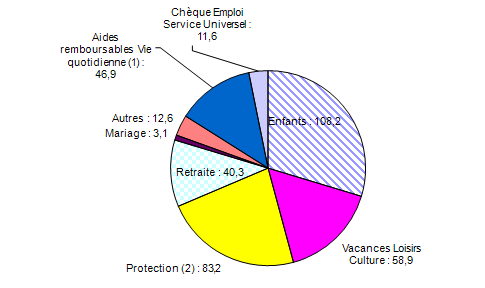 Chèque Emploi
Service Universel :
11,6
Aides
remboursables Vie
quotidienne (1) :
46,9
Enfants : 108,2
Autres : 12,6
Mariage : 3,1
Retraite : 40,3
Vacances Loisirs
Culture : 58,9
Protection (2) : 83,2